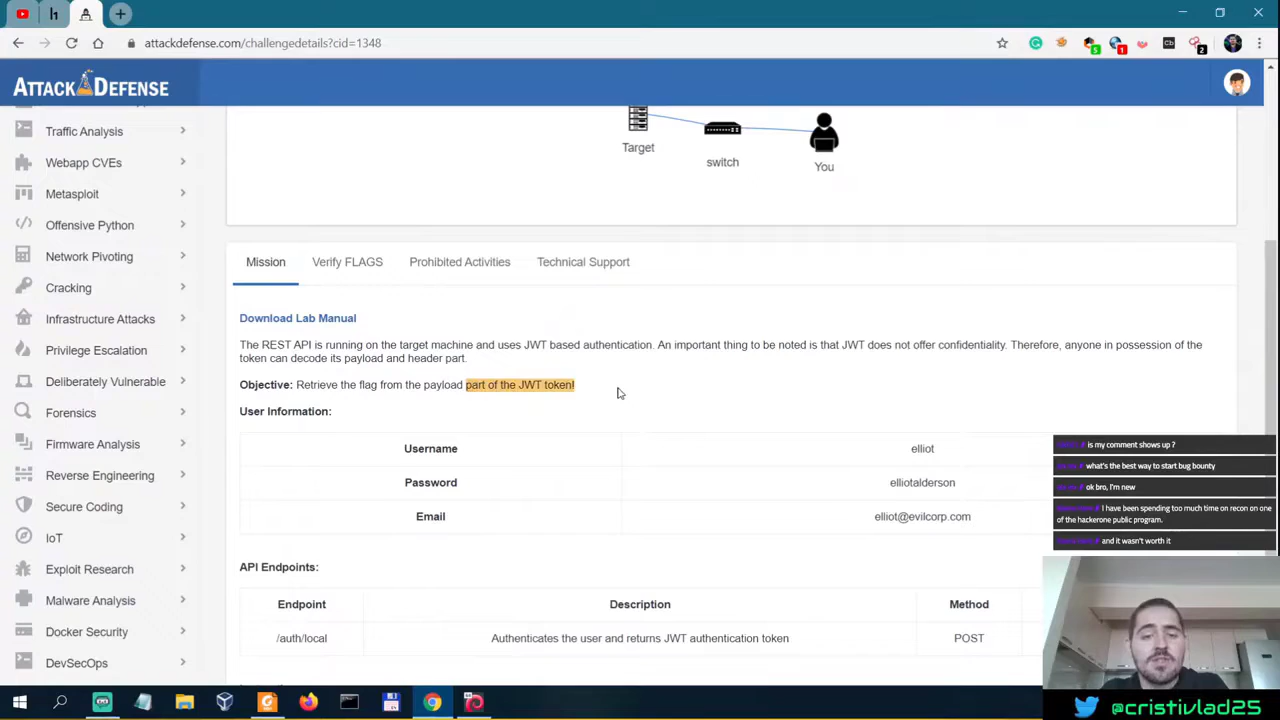 attackdefense.com/challengedetails?cid=1348
5
1
Cb
2
ATTACK DEFENSE
Traffic Analysis
Webapp CVEs
Metasploit
Offensive Python
Network Pivoting
Cracking
Infrastructure Attacks
Privilege Escalation
Deliberately Vulnerable
Forensics
Firmware Analysis
Reverse Engineering
Secure Coding
IoT
Exploit Research
Malware Analysis
Docker Security
DevSecOps
Target
switch
You
Mission
Verify FLAGS
Prohibited Activities
Technical Support
Download Lab Manual
The REST API is running on the target machine and uses JWT based authentication. An important thing to be noted is that JWT does not offer confidentiality. Therefore, anyone in possession of the
token can decode its payload and header part.
Objective: Retrieve the flag from the payload part of the JWT token!
User Information:
Username elliot
Password elliotalderson
Email elliot@evilcorp.com
API Endpoints:
Endpoint Description Method
/auth/local Authenticates the user and returns JWT authentication token POST
is my comment shows up ?
what's the best way to start bug bounty
ok bro, I'm new
I have been spending too much time on recon on one
of the hackerone public program.
and it wasn't worth it
@cristivlad25